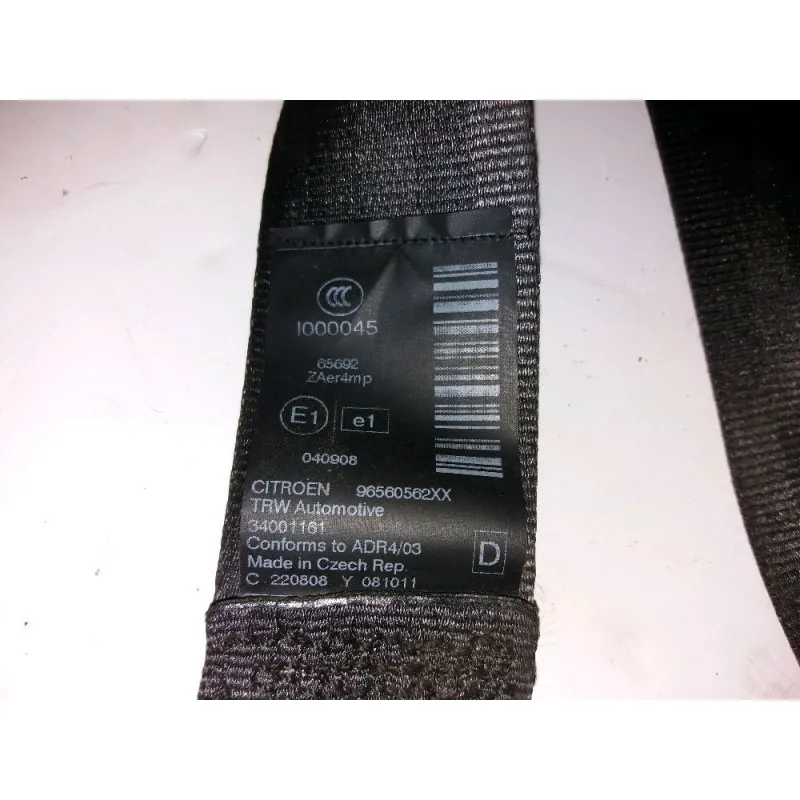 CCC
I000045
65692
ZAer4mp
E1 e1
040908
CITROEN 96560562XX
TRW Automotive
34001161
Conforms to ADR4/03
Made in Czech Rep.
D
C 220808 Y 081011